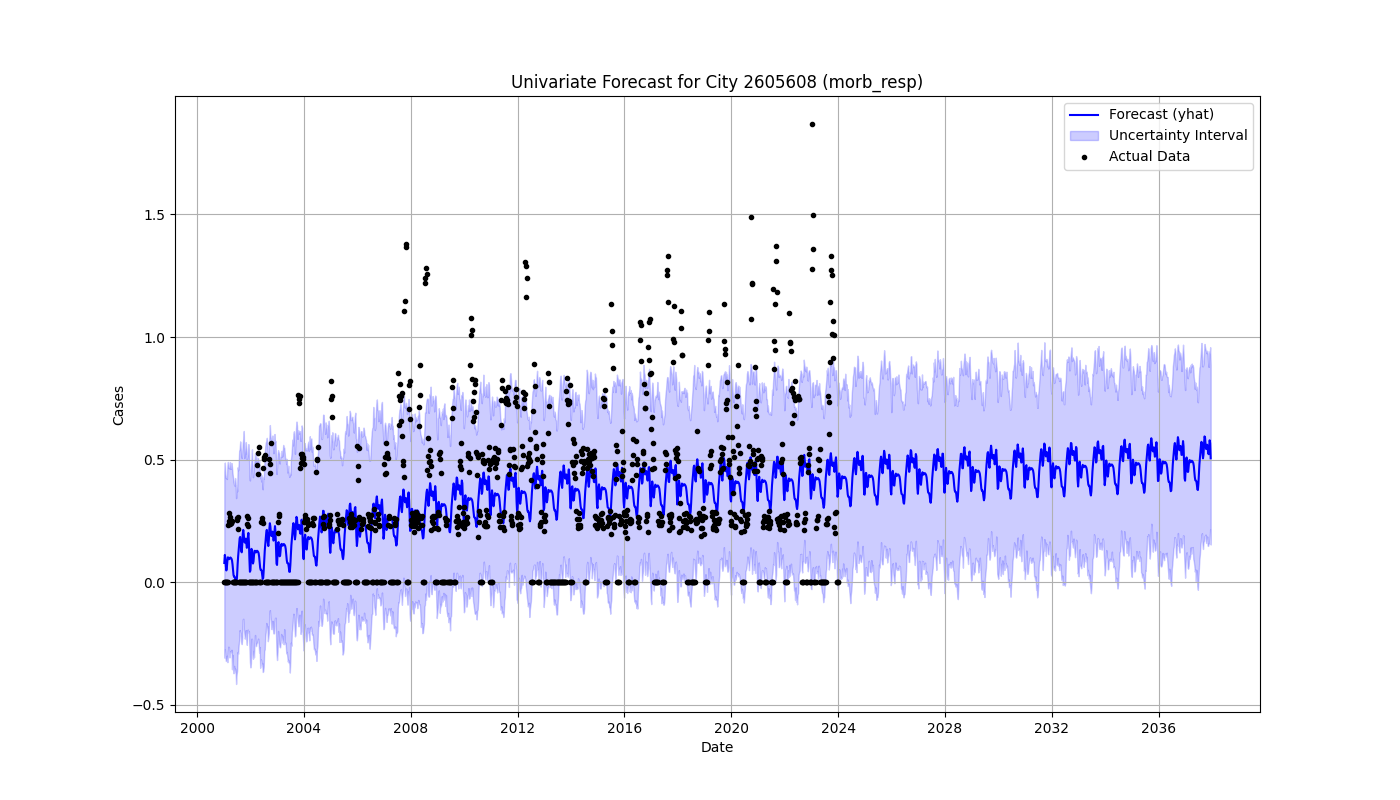 Univariate Forecast for City 2605608 (morb_resp)
Forecast (yhat)
Uncertainty Interval
Actual Data
Cases
1.5
1.0
0.5
0.0
−0.5
2000 2004 2008 2012 2016 2020 2024 2028 2032 2036
Date